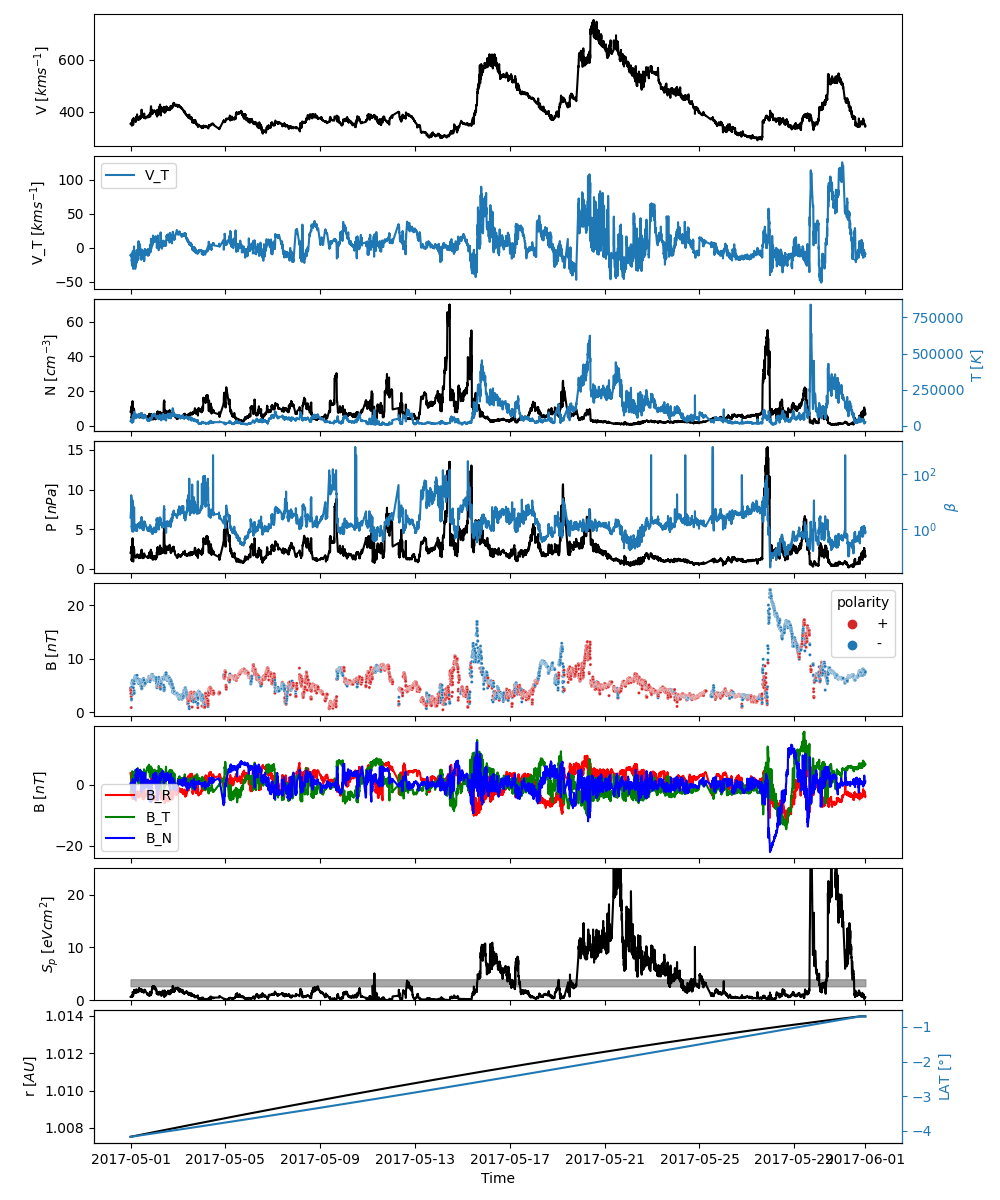 V [kms⁻¹]
600
400
V_T [kms⁻¹]
100
50
0
−50
V_T
N [cm⁻³]
60
40
20
0
750000
500000
250000
0
T [K]
P [nPa]
15
10
5
0
10²
10⁰
β
B [nT]
20
10
0
polarity
+
-
B [nT]
0
−20
B_R
B_T
B_N
Sₚ [eVcm²]
20
10
0
r [AU]
1.014
1.012
1.010
1.008
−1
−2
−3
−4
LAT [°]
2017-05-01 2017-05-05 2017-05-09 2017-05-13 2017-05-17 2017-05-21 2017-05-25 2017-05-29 2017-06-01
Time